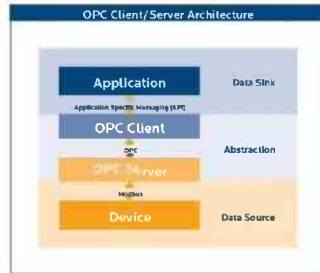 OPC Client/Server Architecture
Application
Data Sink
Application Specific Messaging (API)
OPC Client
OPC
Abstraction
Modbus
Device
Data Source